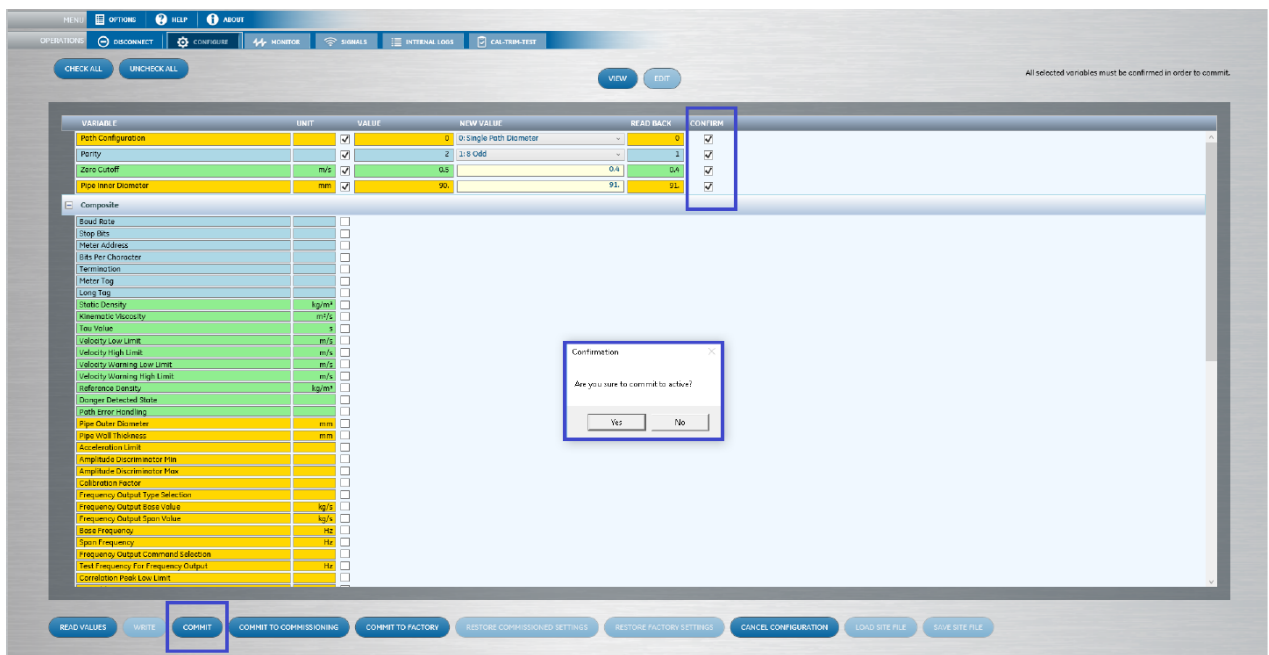 MENU OPTIONS HELP ABOUT
OPERATIONS DISCONNECT CONFIGURE MONITOR SIGNALS INTERNAL LOGS CAL-TRIM-TEST
CHECK ALL UNCHECK ALL VIEW EDIT All selected variables must be confirmed in order to commit.
VARIABLE UNIT VALUE NEW VALUE READ BACK CONFIRM
Path Configuration 0 0:Single Path Diameter 0
Parity 2 1:8 Odd 1
Zero Cutoff m/s 0.5 0.4 0.4
Pipe Inner Diameter mm 90. 91. 91.
Composite
Baud Rate
Stop Bits
Meter Address
Bits Per Character
Termination
Meter Tag
Long Tag
Static Density kg/m³
Kinematic Viscosity m²/s
Tau Value s
Velocity Low Limit m/s
Velocity High Limit m/s
Velocity Warning Low Limit m/s
Velocity Warning High Limit m/s
Reference Density kg/m³
Danger Detected State
Path Error Handling
Pipe Outer Diameter mm
Pipe Wall Thickness mm
Acceleration Limit
Amplitude Discriminator Min
Amplitude Discriminator Max
Calibration Factor
Frequency Output Type Selection
Frequency Output Base Value kg/s
Frequency Output Span Value kg/s
Base Frequency Hz
Span Frequency Hz
Frequency Output Command Selection
Test Frequency For Frequency Output Hz
Correlation Peak Low Limit
Confirmation
Are you sure to commit to active?
Yes No
READ VALUES WRITE COMMIT COMMIT TO COMMISSIONING COMMIT TO FACTORY RESTORE COMMISSIONED SETTINGS RESTORE FACTORY SETTINGS CANCEL CONFIGURATION LOAD SITE FILE SAVE SITE FILE